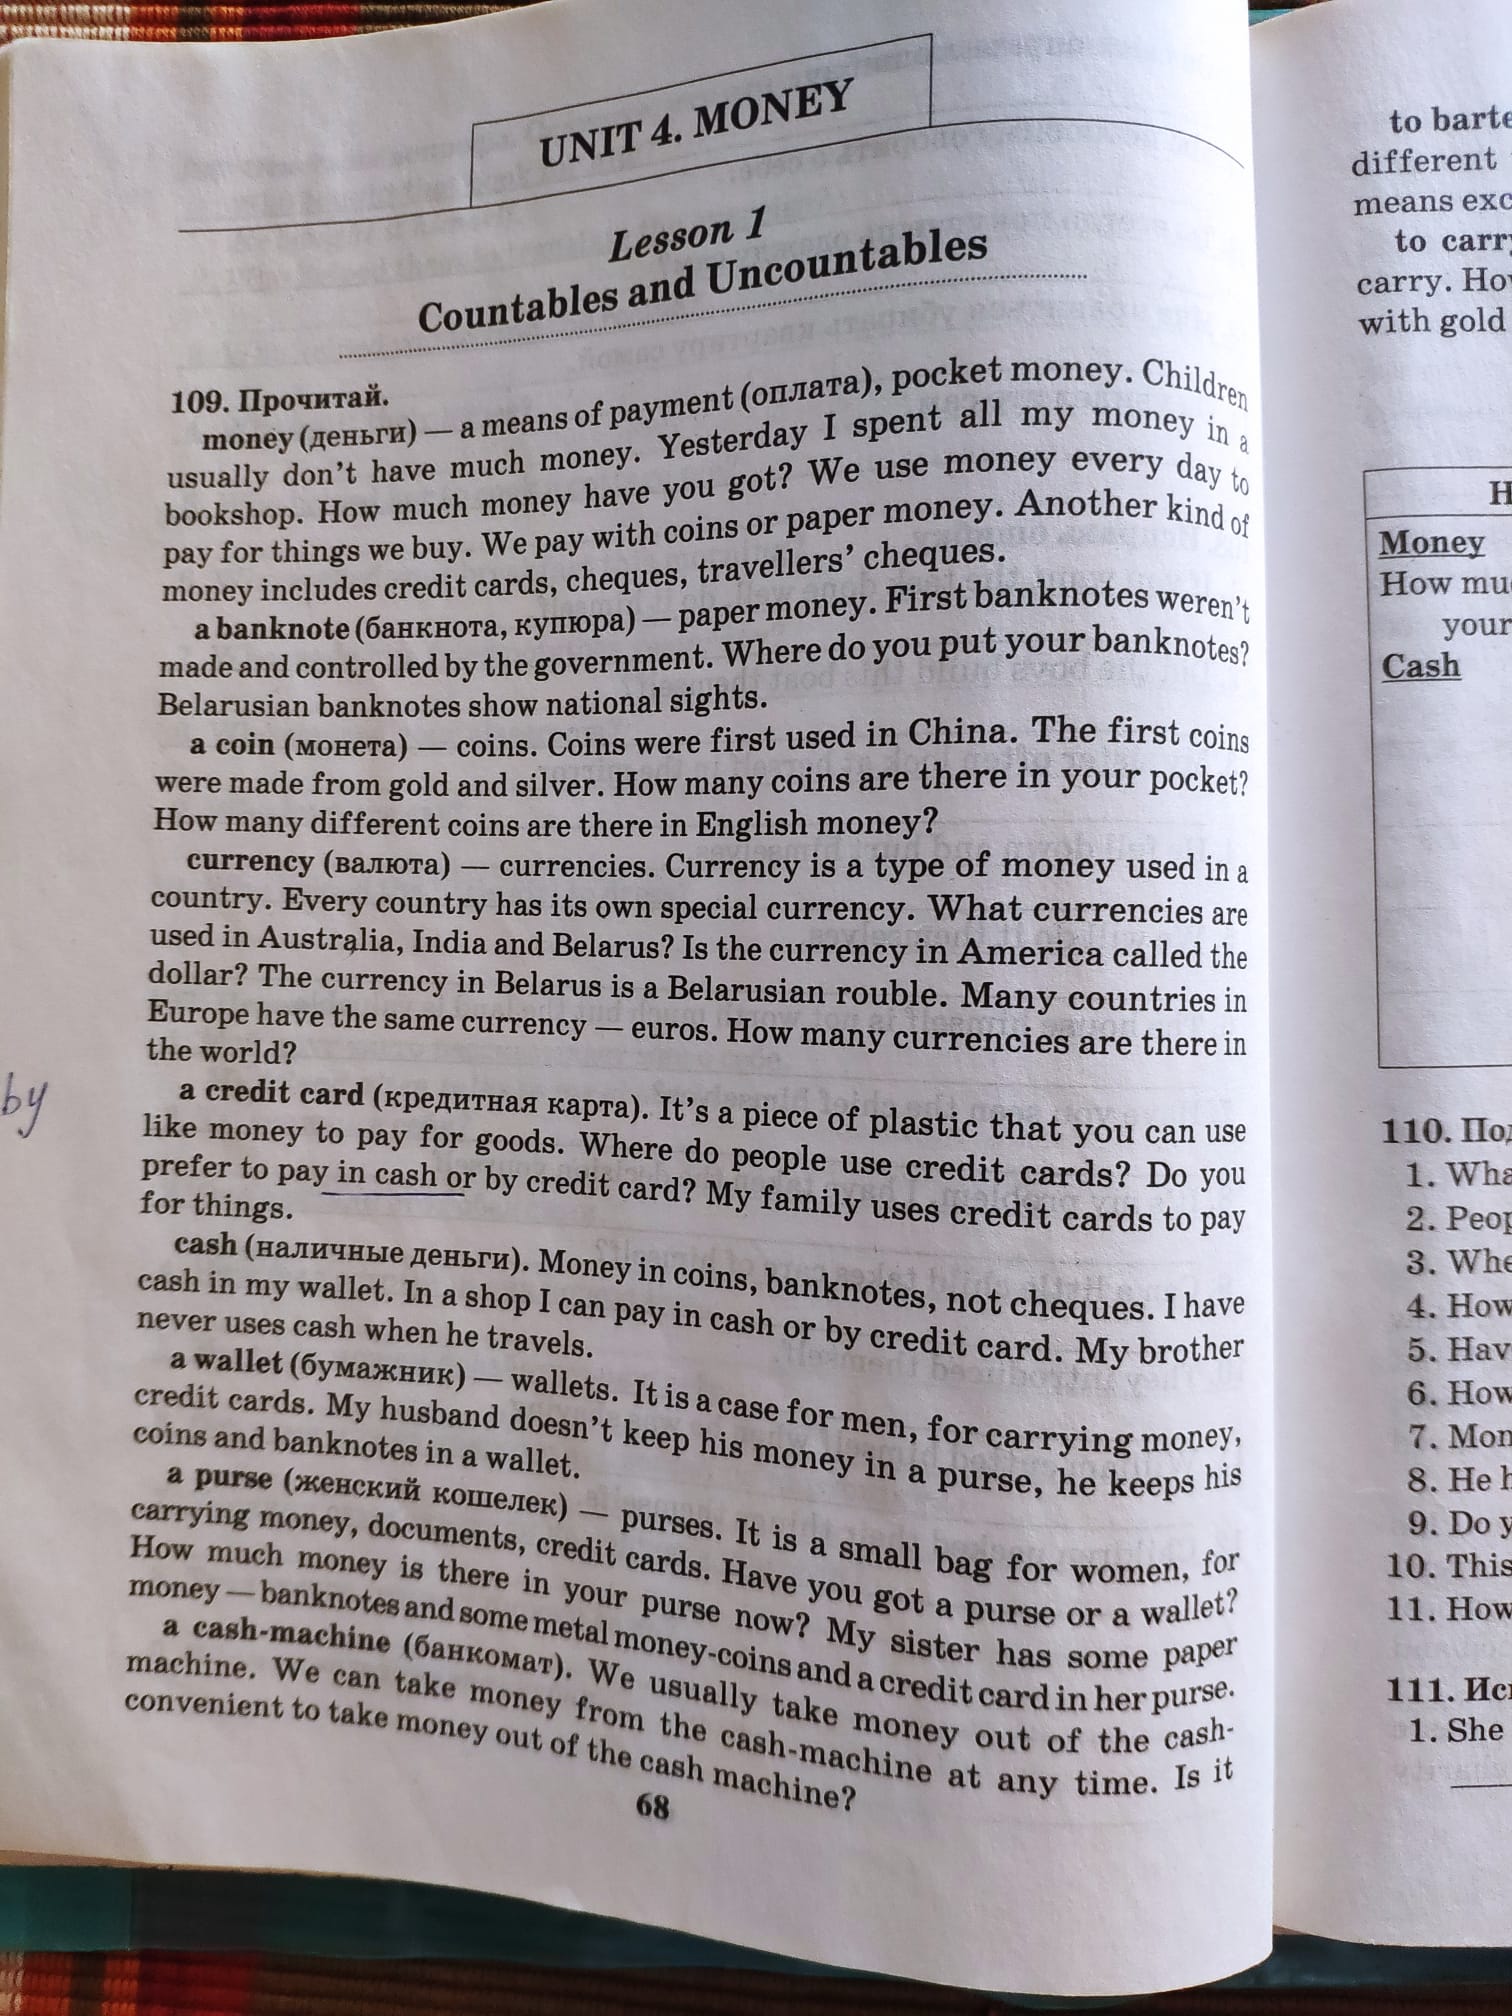 UNIT 4. MONEY
Lesson 1
Countables and Uncountables
109. Прочитай.
money (деньги) — a means of payment (оплата), pocket money. Children
usually don't have much money. Yesterday I spent all my money in a
bookshop. How much money have you got? We use money every day to
pay for things we buy. We pay with coins or paper money. Another kind of
money includes credit cards, cheques, travellers' cheques.
a banknote (банкнота, купюра) — paper money. First banknotes weren't
made and controlled by the government. Where do you put your banknotes?
Belarusian banknotes show national sights.
a coin (монета) — coins. Coins were first used in China. The first coins
were made from gold and silver. How many coins are there in your pocket?
How many different coins are there in English money?
currency (валюта) — currencies. Currency is a type of money used in a
country. Every country has its own special currency. What currencies are
used in Australia, India and Belarus? Is the currency in America called the
dollar? The currency in Belarus is a Belarusian rouble. Many countries in
Europe have the same currency — euros. How many currencies are there in
the world?
a credit card (кредитная карта). It's a piece of plastic that you can use
like money to pay for goods. Where do people use credit cards? Do you
prefer to pay in cash or by credit card? My family uses credit cards to pay
for things.
cash (наличные деньги). Money in coins, banknotes, not cheques. I have
cash in my wallet. In a shop I can pay in cash or by credit card. My brother
never uses cash when he travels.
a wallet (бумажник) — wallets. It is a case for men, for carrying money,
credit cards. My husband doesn't keep his money in a purse, he keeps his
coins and banknotes in a wallet.
a purse (женский кошелек) — purses. It is a small bag for women, for
carrying money, documents, credit cards. Have you got a purse or a wallet?
How much money is there in your purse now? My sister has some paper
money — banknotes and some metal money-coins and a credit card in her purse.
a cash-machine (банкомат). We usually take money out of the cash-
machine. We can take money from the cash-machine at any time. Is it
convenient to take money out of the cash machine?
68
by
to
different
means
to
carry.
with gold
Money
How
your
Cash
110.
1.
2.
3.
4. How
5.
6. How
7.
8. He
9. Do
10. This
11. How
111.
1. She